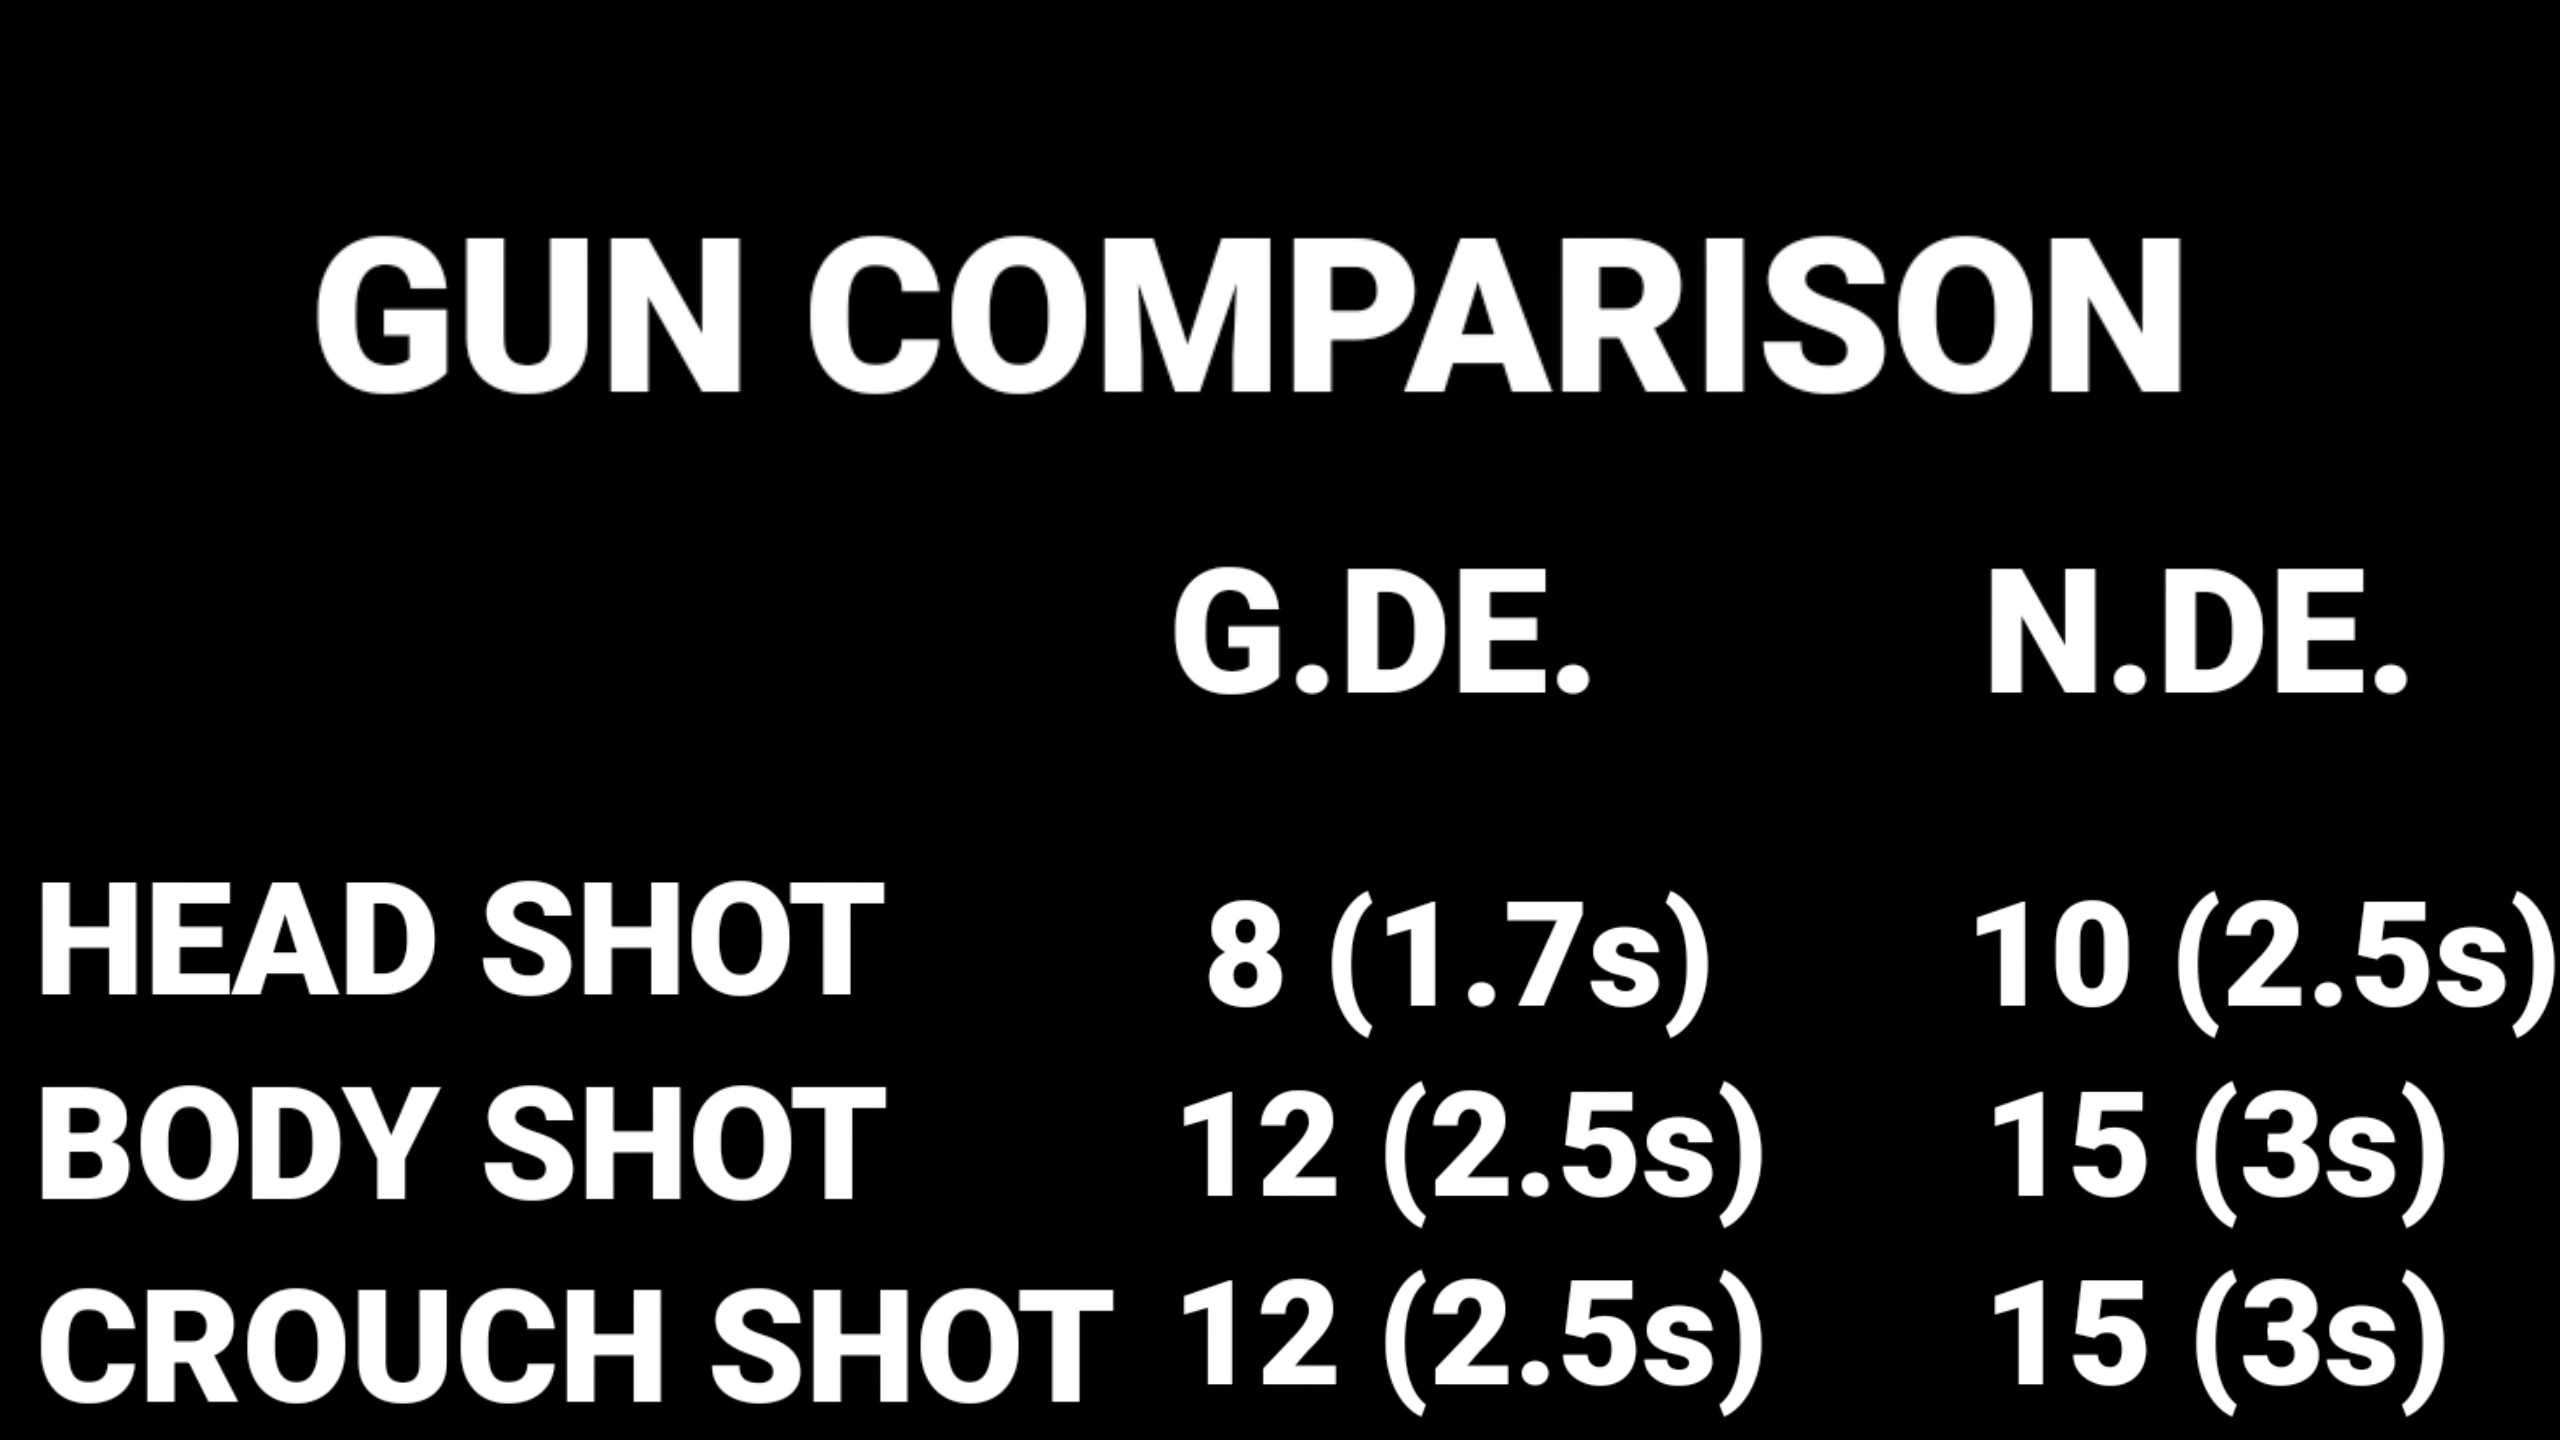 GUN COMPARISON
G.DE. N.DE.
HEAD SHOT 8 (1.7s) 10 (2.5s)
BODY SHOT 12 (2.5s) 15 (3s)
CROUCH SHOT 12 (2.5s) 15 (3s)